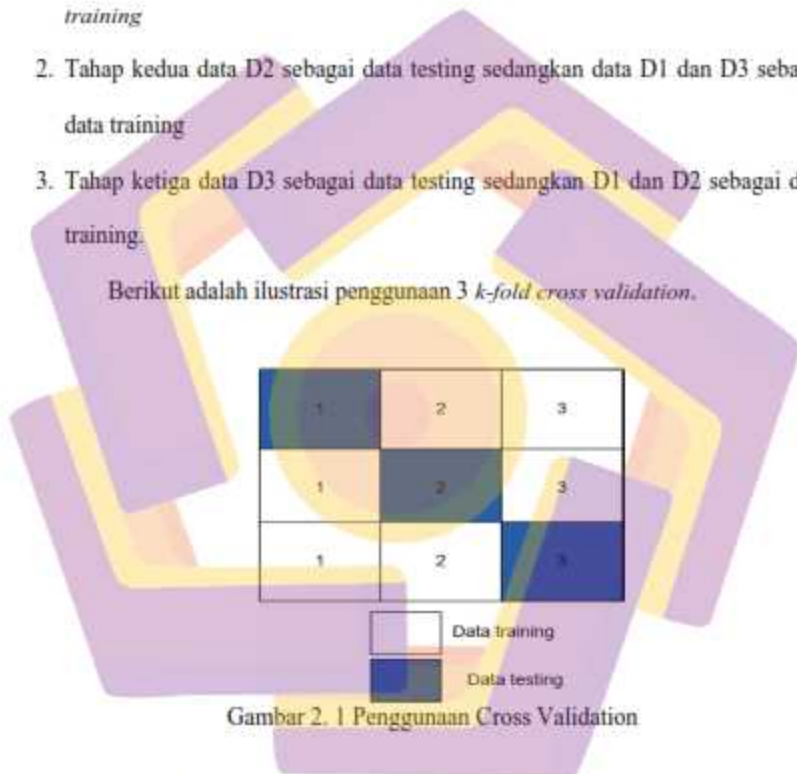 training
2. Tahap kedua data D2 sebagai data testing sedangkan data D1 dan D3 seba
data training
3. Tahap ketiga data D3 sebagai data testing sedangkan D1 dan D2 sebagai d
training.
Berikut adalah ilustrasi penggunaan 3 k-fold cross validation.
1 2 3
1 2 3
1 2 3
Data training
Data testing
Gambar 2. 1 Penggunaan Cross Validation